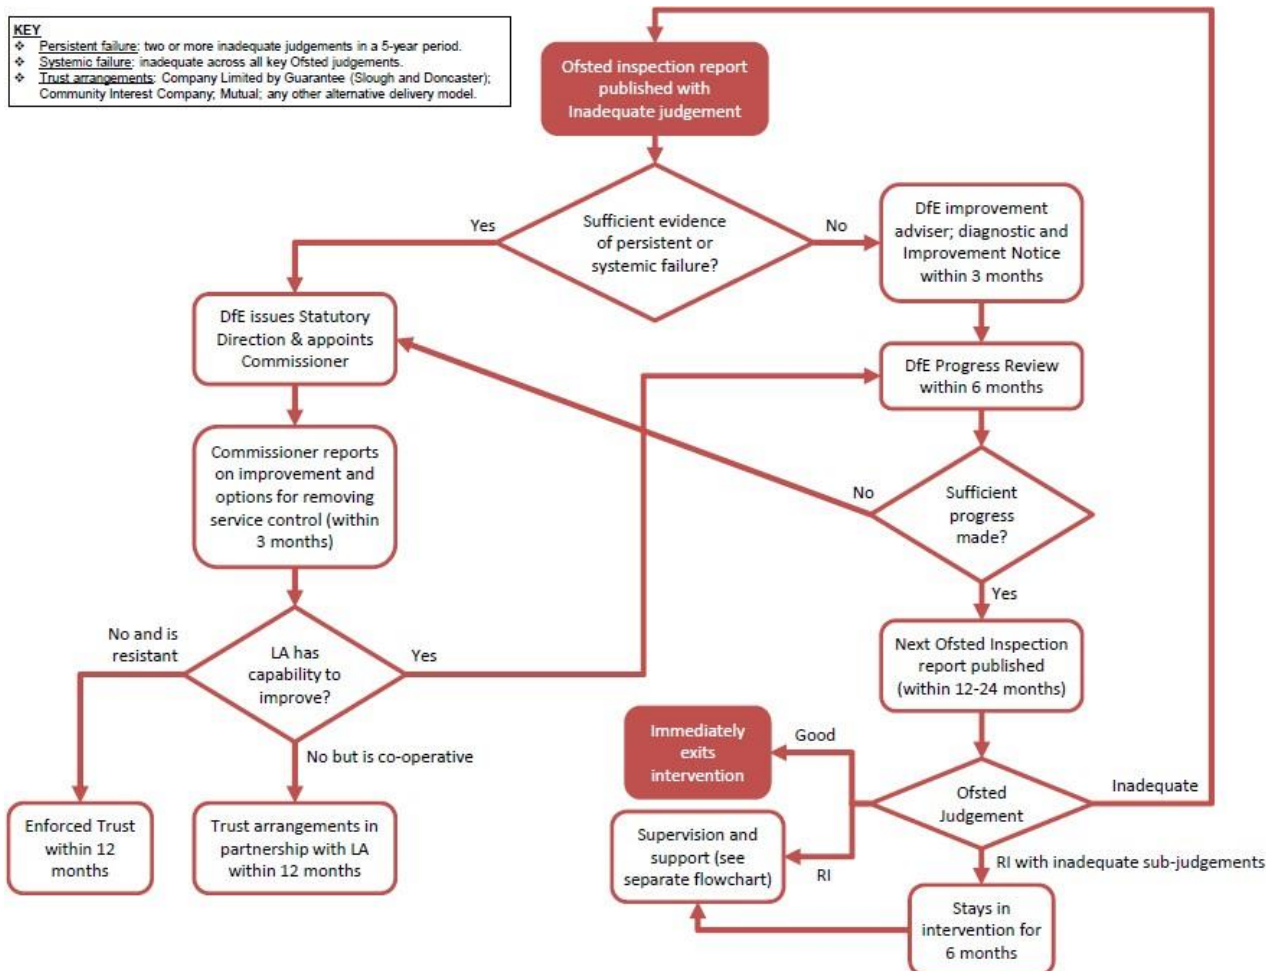 KEY
❖ Persistent failure: two or more inadequate judgements in a 5-year period.
❖ Systemic failure: inadequate across all key Ofsted judgements.
❖ Trust arrangements: Company Limited by Guarantee (Slough and Doncaster);
Community Interest Company; Mutual; any other alternative delivery model.
Ofsted inspection report
published with
Inadequate judgement
Sufficient evidence
of persistent or
systemic failure?
Yes
No
DfE improvement
adviser; diagnostic and
Improvement Notice
within 3 months
DfE issues Statutory
Direction & appoints
Commissioner
DfE Progress Review
within 6 months
Commissioner reports
on improvement and
options for removing
service control (within
3 months)
No
Sufficient
progress
made?
Yes
No and is
resistant
LA has
capability to
improve?
Yes
Next Ofsted Inspection
report published
(within 12-24 months)
No but is co-operative
Immediately
exits
intervention
Good
Ofsted
Judgement
Inadequate
Enforced Trust
within 12
months
Trust arrangements in
partnership with LA
within 12 months
Supervision and
support (see
separate flowchart)
RI
RI with inadequate sub-judgements
Stays in
intervention for
6 months